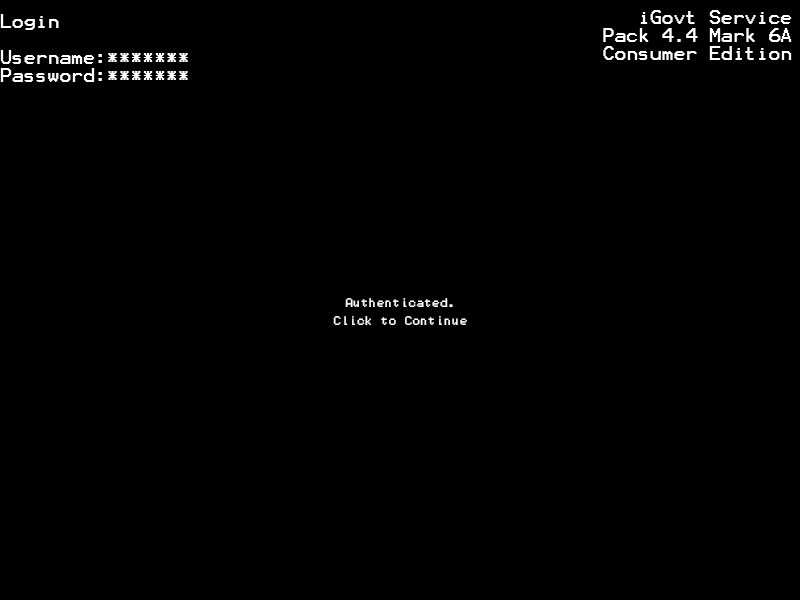 Login
Username:*******
Password:*******
iGovt Service
Pack 4.4 Mark 6A
Consumer Edition
Authenticated.
Click to Continue